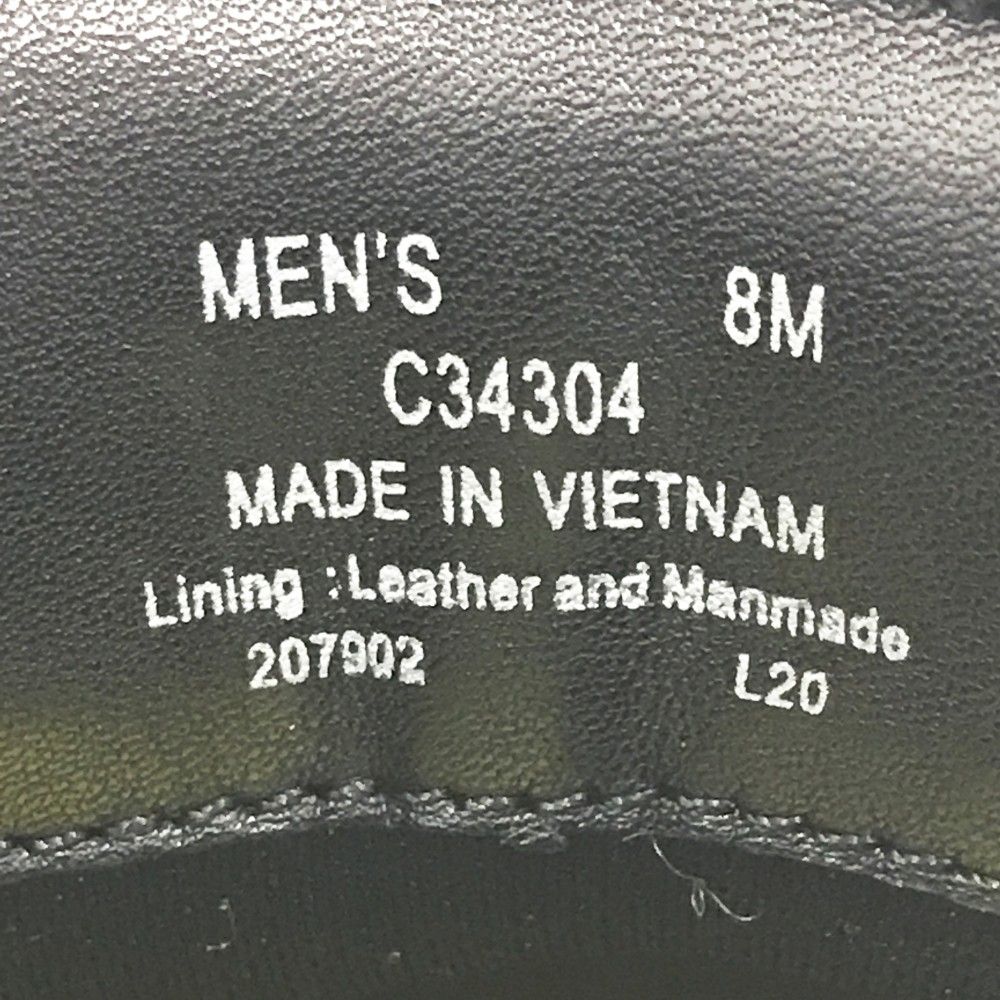 MEN'S 8M
C34304
MADE IN VIETNAM
Lining :Leather and Manmade
207902 L20